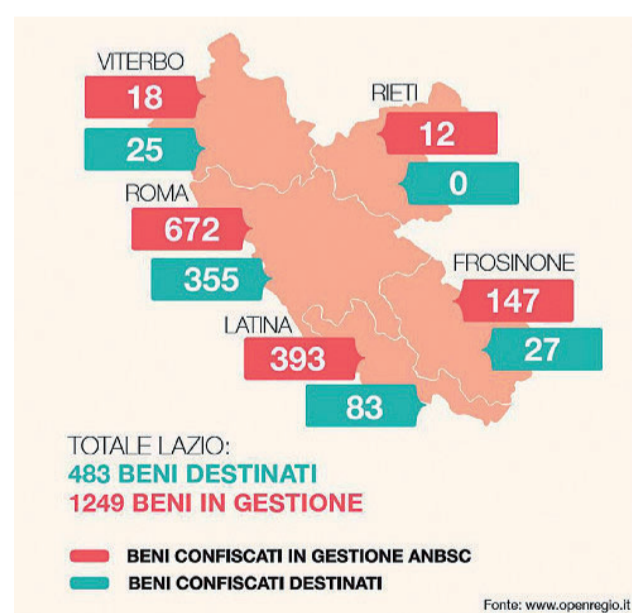 VITERBO
18
25
RIETI
12
0
ROMA
672
355
FROSINONE
147
27
LATINA
393
83
TOTALE LAZIO:
483 BENI DESTINATI
1249 BENI IN GESTIONE
BENI CONFISCATI IN GESTIONE ANBSC
BENI CONFISCATI DESTINATI
Fonte: www.openregio.it